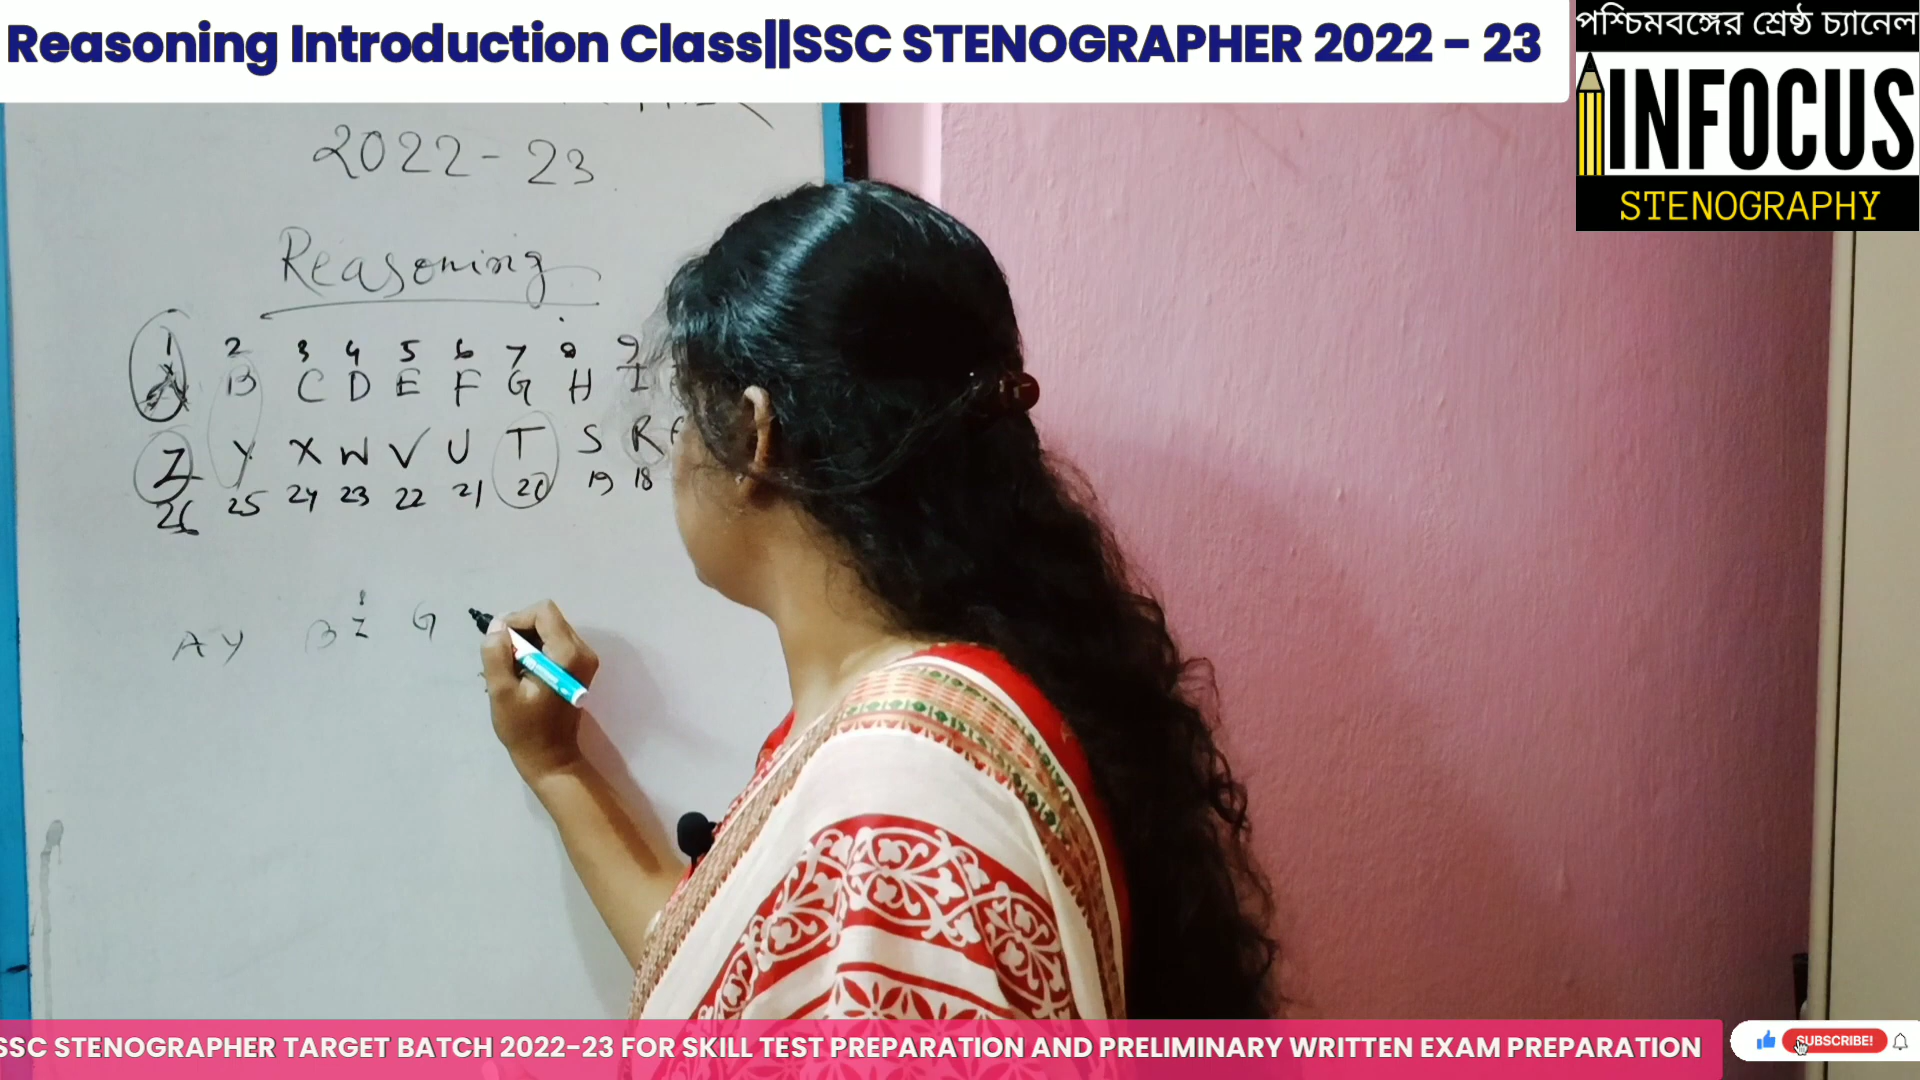 Reasoning Introduction Class||SSC STENOGRAPHER 2022 - 23
পশ্চিমবঙ্গের শ্রেষ্ঠ চ্যানেল
INFOCUS
STENOGRAPHY
2022 - 23
Reasoning
1 2 3 4 5 6 7 8 9
A B C D E F G H I
Z Y X W V U T S R
26 25 24 23 22 21 20 19 18
A Y B Z G
SSC STENOGRAPHER TARGET BATCH 2022-23 FOR SKILL TEST PREPARATION AND PRELIMINARY WRITTEN EXAM PREPARATION
SUBSCRIBE!